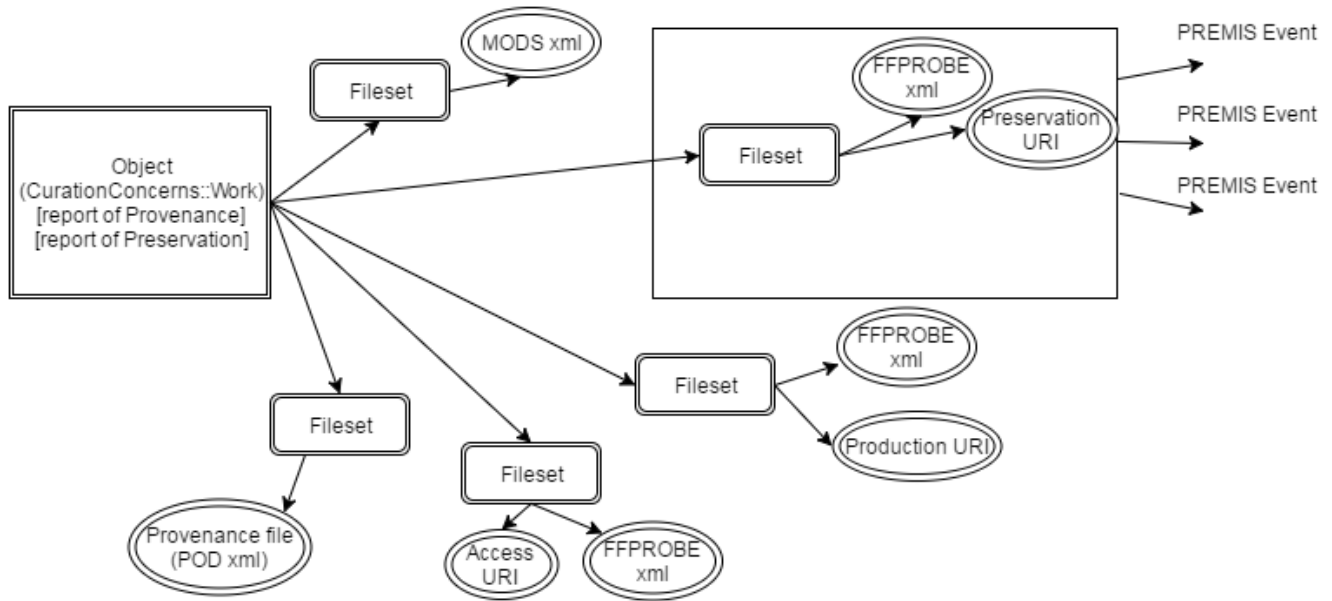 MODS xml
Fileset
Object
(CurationConcerns::Work)
[report of Provenance]
[report of Preservation]
FFPROBE
xml
Preservation
URI
Fileset
PREMIS Event
PREMIS Event
PREMIS Event
FFPROBE
xml
Fileset
Production URI
Fileset
Provenance file
(POD xml)
Fileset
Access
URI
FFPROBE
xml